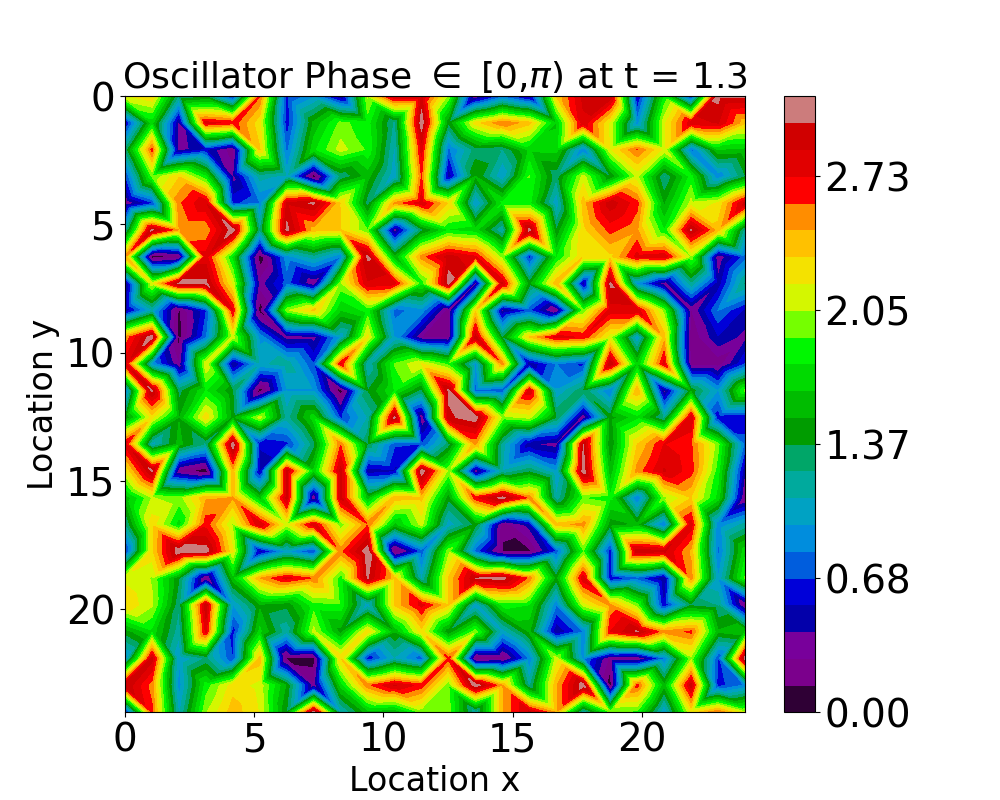 Oscillator Phase ∈ [0,π) at t = 1.3
0
5
10
15
20
Location y
0 5 10 15 20
Location x
2.73
2.05
1.37
0.68
0.00